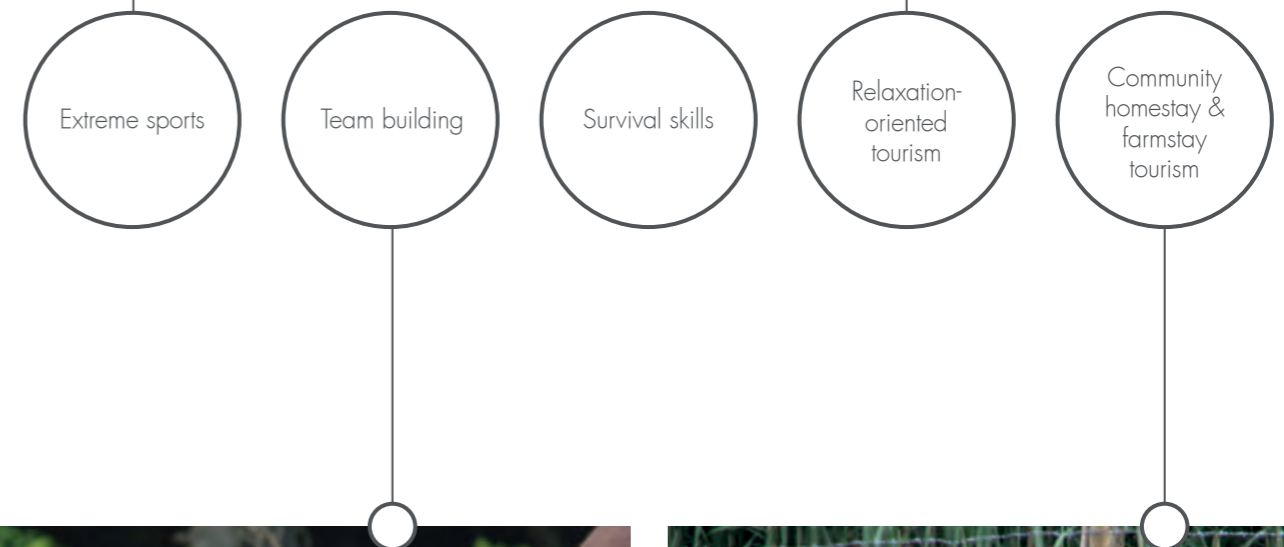 Extreme sports
Team building
Survival skills
Relaxation-
oriented
tourism
Community
homestay &
farmstay
tourism